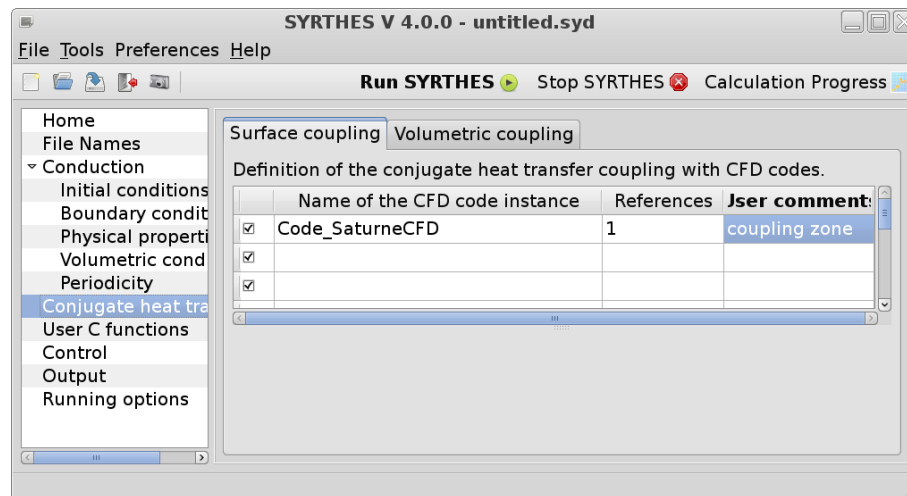 SYRTHES V 4.0.0 - untitled.syd
File Tools Preferences Help
Run SYRTHES Stop SYRTHES Calculation Progress
Home
File Names
Conduction
Initial conditions
Boundary condit
Physical properti
Volumetric cond
Periodicity
Conjugate heat tra
User C functions
Control
Output
Running options
Surface coupling Volumetric coupling
Definition of the conjugate heat transfer coupling with CFD codes.
Name of the CFD code instance References Jser comment:
Code_SaturneCFD 1 coupling zone